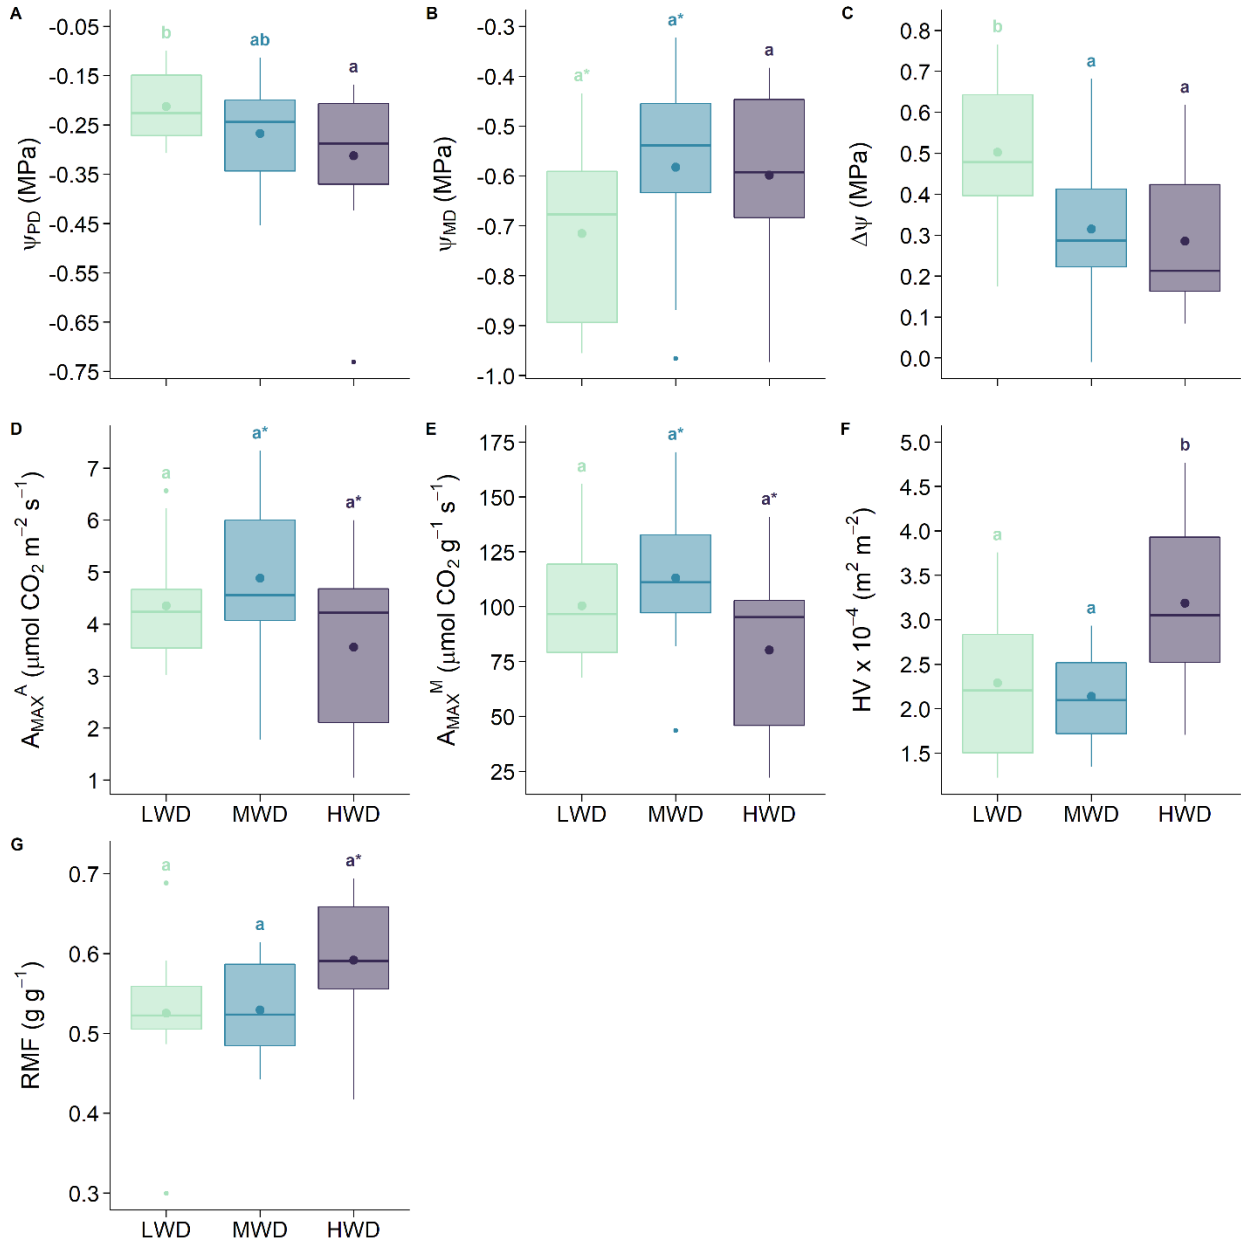 A
ΨPD (MPa)
-0.05
-0.15
-0.25
-0.35
-0.45
-0.55
-0.65
-0.75
b
ab
a
B
ΨMD (MPa)
-0.3
-0.4
-0.5
-0.6
-0.7
-0.8
-0.9
-1.0
a*
a*
a
C
Δψ (MPa)
0.8
0.7
0.6
0.5
0.4
0.3
0.2
0.1
0.0
b
a
a
D
A_MAX^A (μmol CO₂ m⁻² s⁻¹)
7
6
5
4
3
2
1
a
a*
a*
LWD MWD HWD
E
A_MAX^M (μmol CO₂ g⁻¹ s⁻¹)
175
150
125
100
75
50
25
a
a*
a*
LWD MWD HWD
F
HV x 10⁻⁴ (m² m⁻²)
5.0
4.5
4.0
3.5
3.0
2.5
2.0
1.5
a
a
b
LWD MWD HWD
G
RMF (g g⁻¹)
0.7
0.6
0.5
0.4
0.3
a
a
a*
LWD MWD HWD